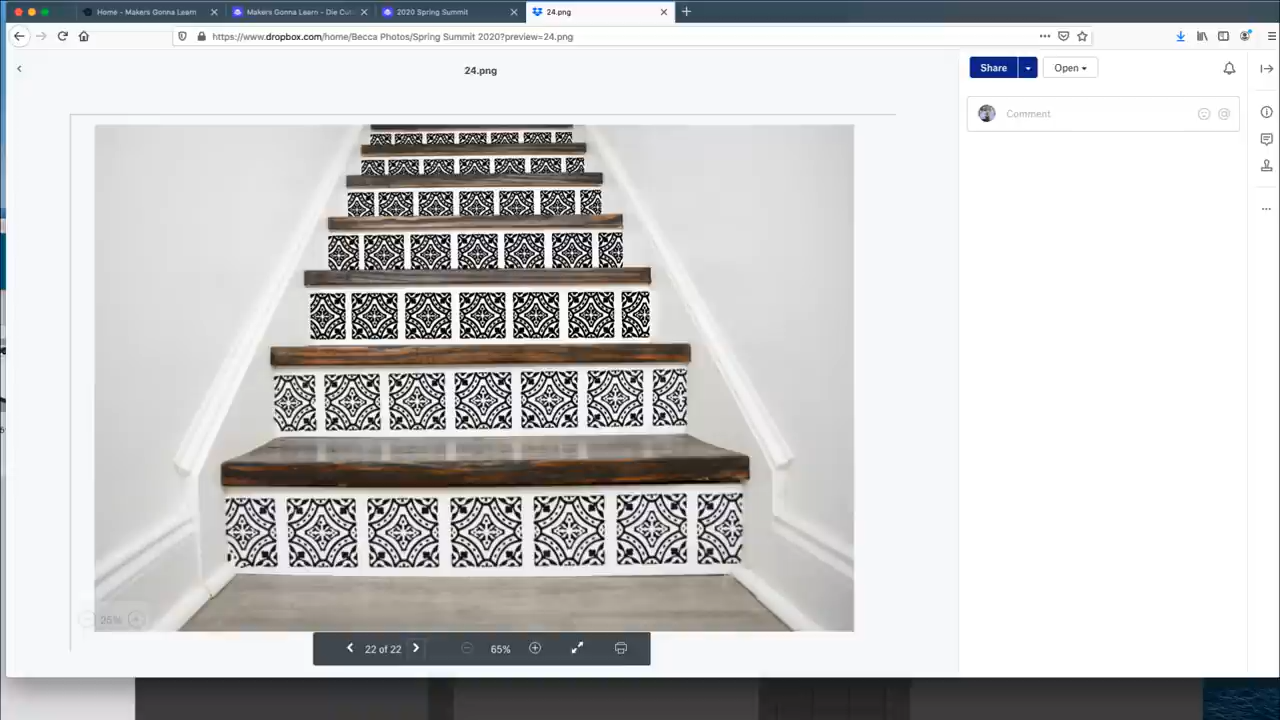 Home - Makers Gonna Learn
Makers Gonna Learn - Die Cut
2020 Spring Summit
24.png
https://www.dropbox.com/home/Becca Photos/Spring Summit 2020?preview=24.png
24.png
Share
Open
Comment
25%
22 of 22
65%